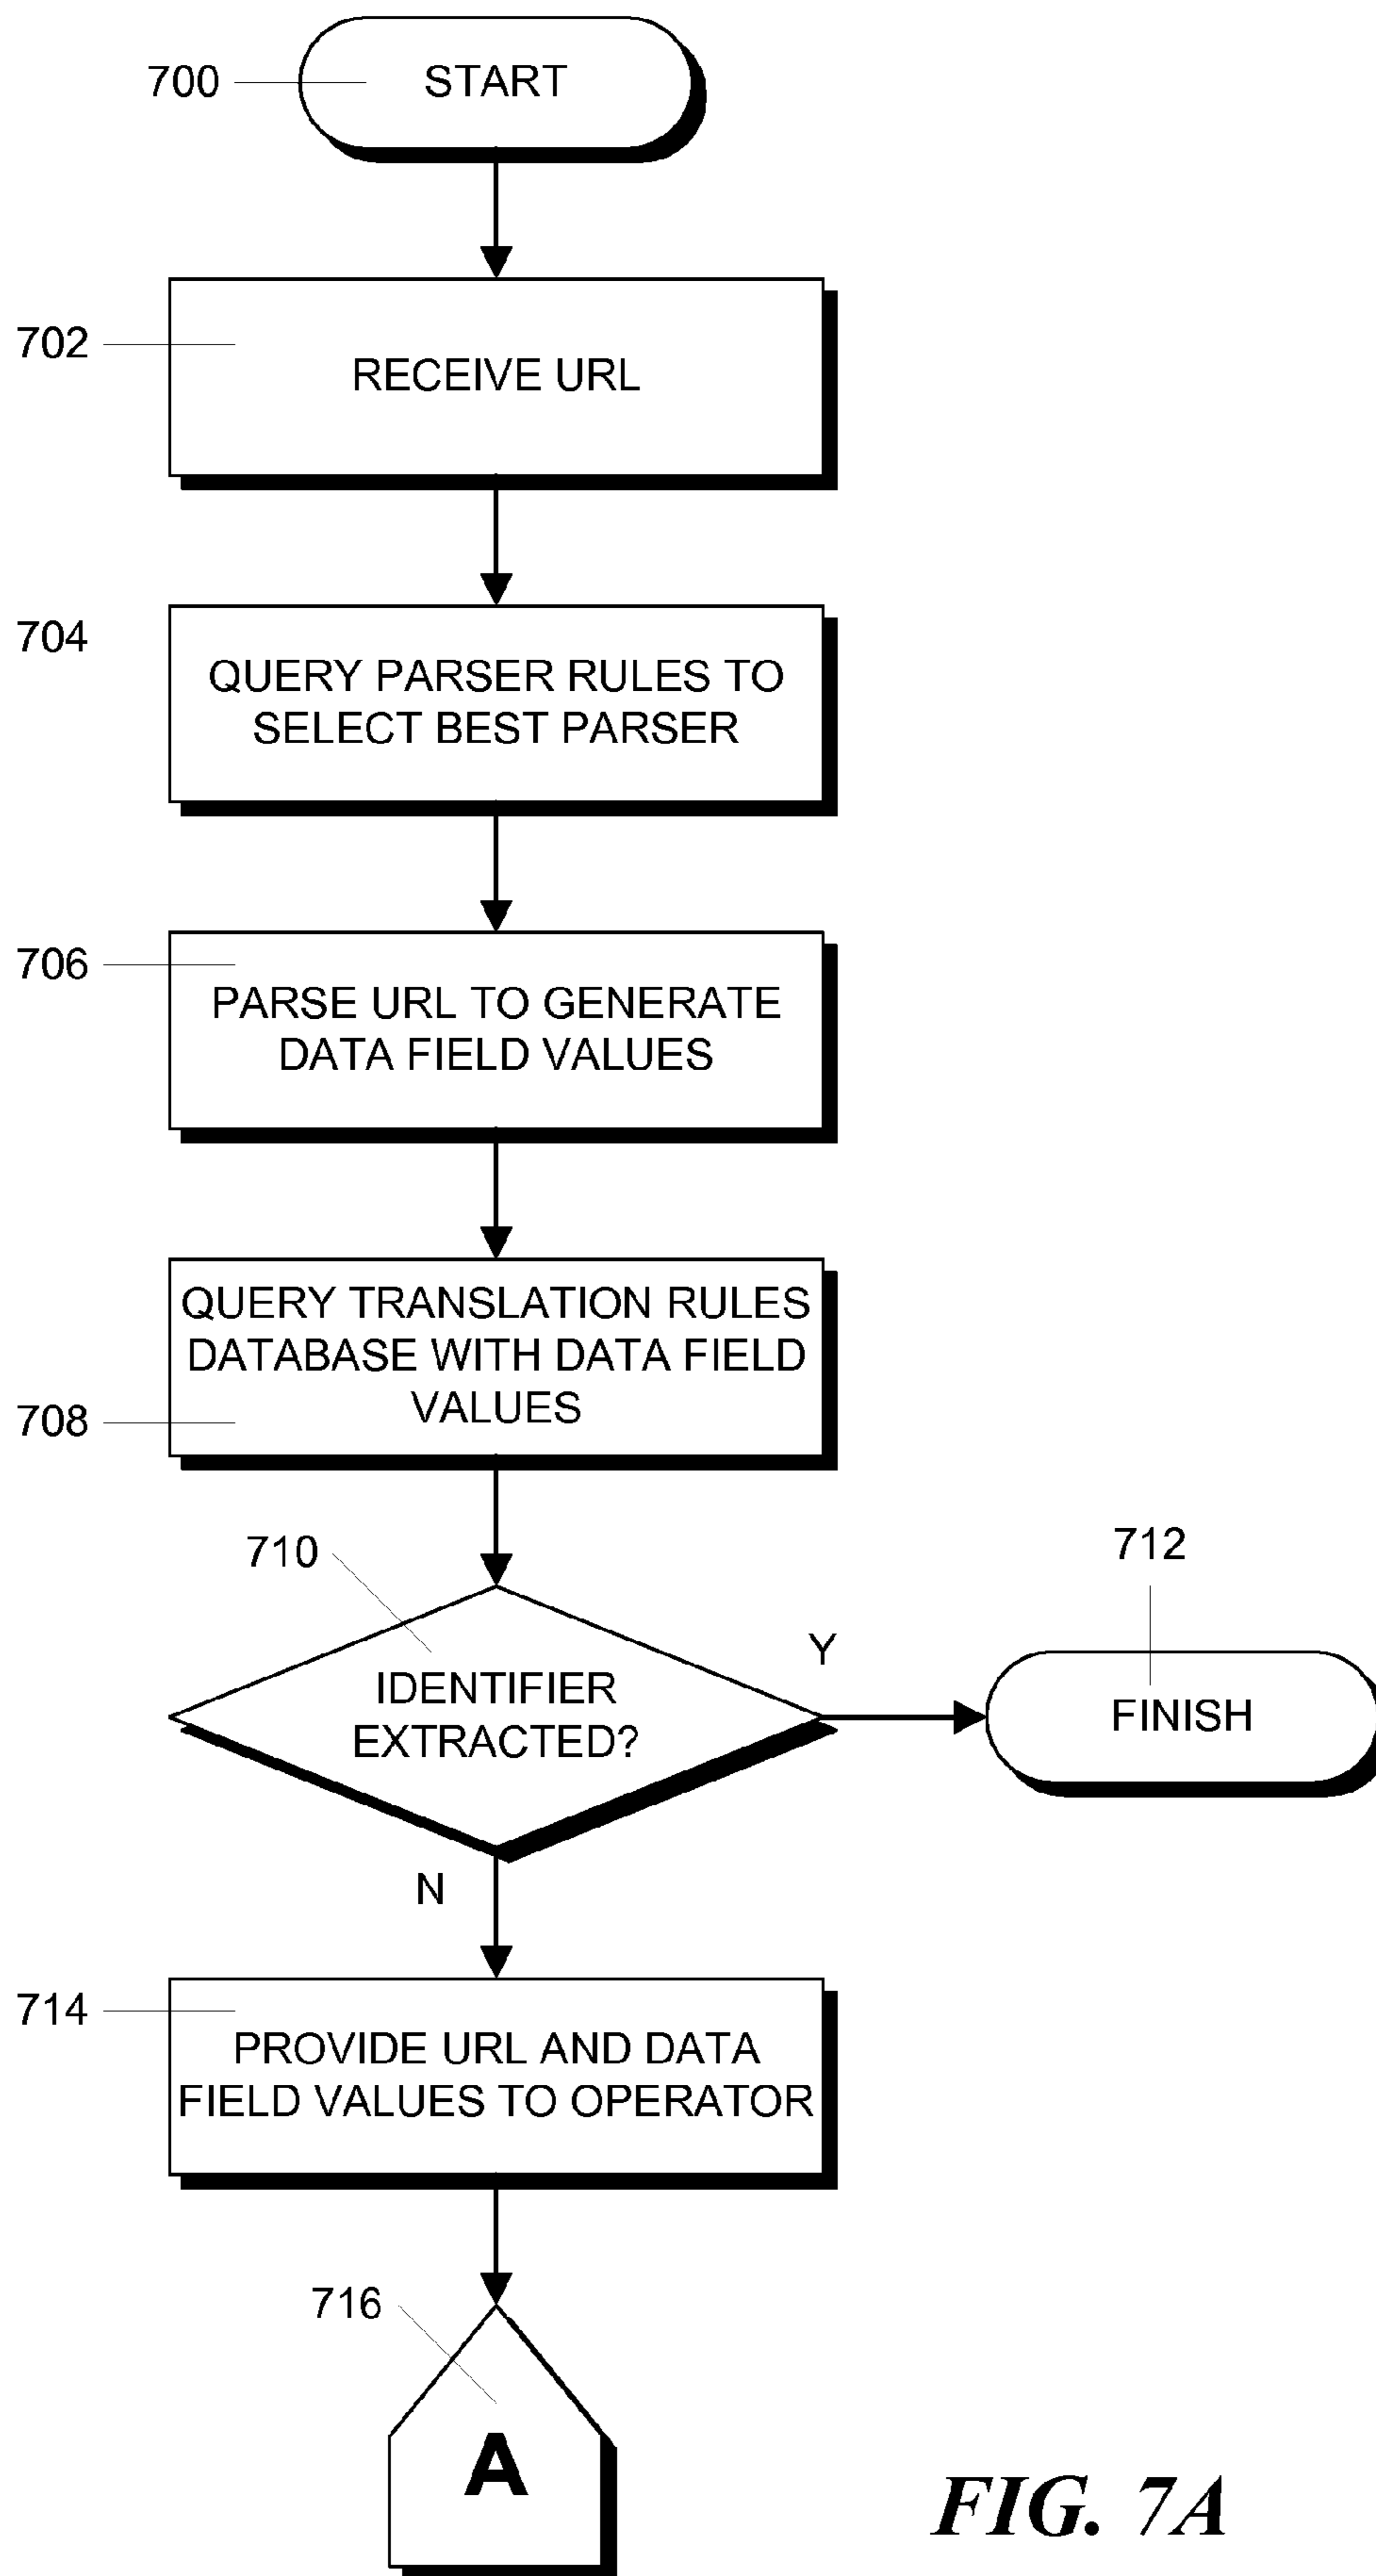 700
START
702
RECEIVE URL
704
QUERY PARSER RULES TO
SELECT BEST PARSER
706
PARSE URL TO GENERATE
DATA FIELD VALUES
QUERY TRANSLATION RULES
DATABASE WITH DATA FIELD
VALUES
708
710
IDENTIFIER
EXTRACTED?
Y
712
FINISH
N
714
PROVIDE URL AND DATA
FIELD VALUES TO OPERATOR
716
A
FIG. 7A